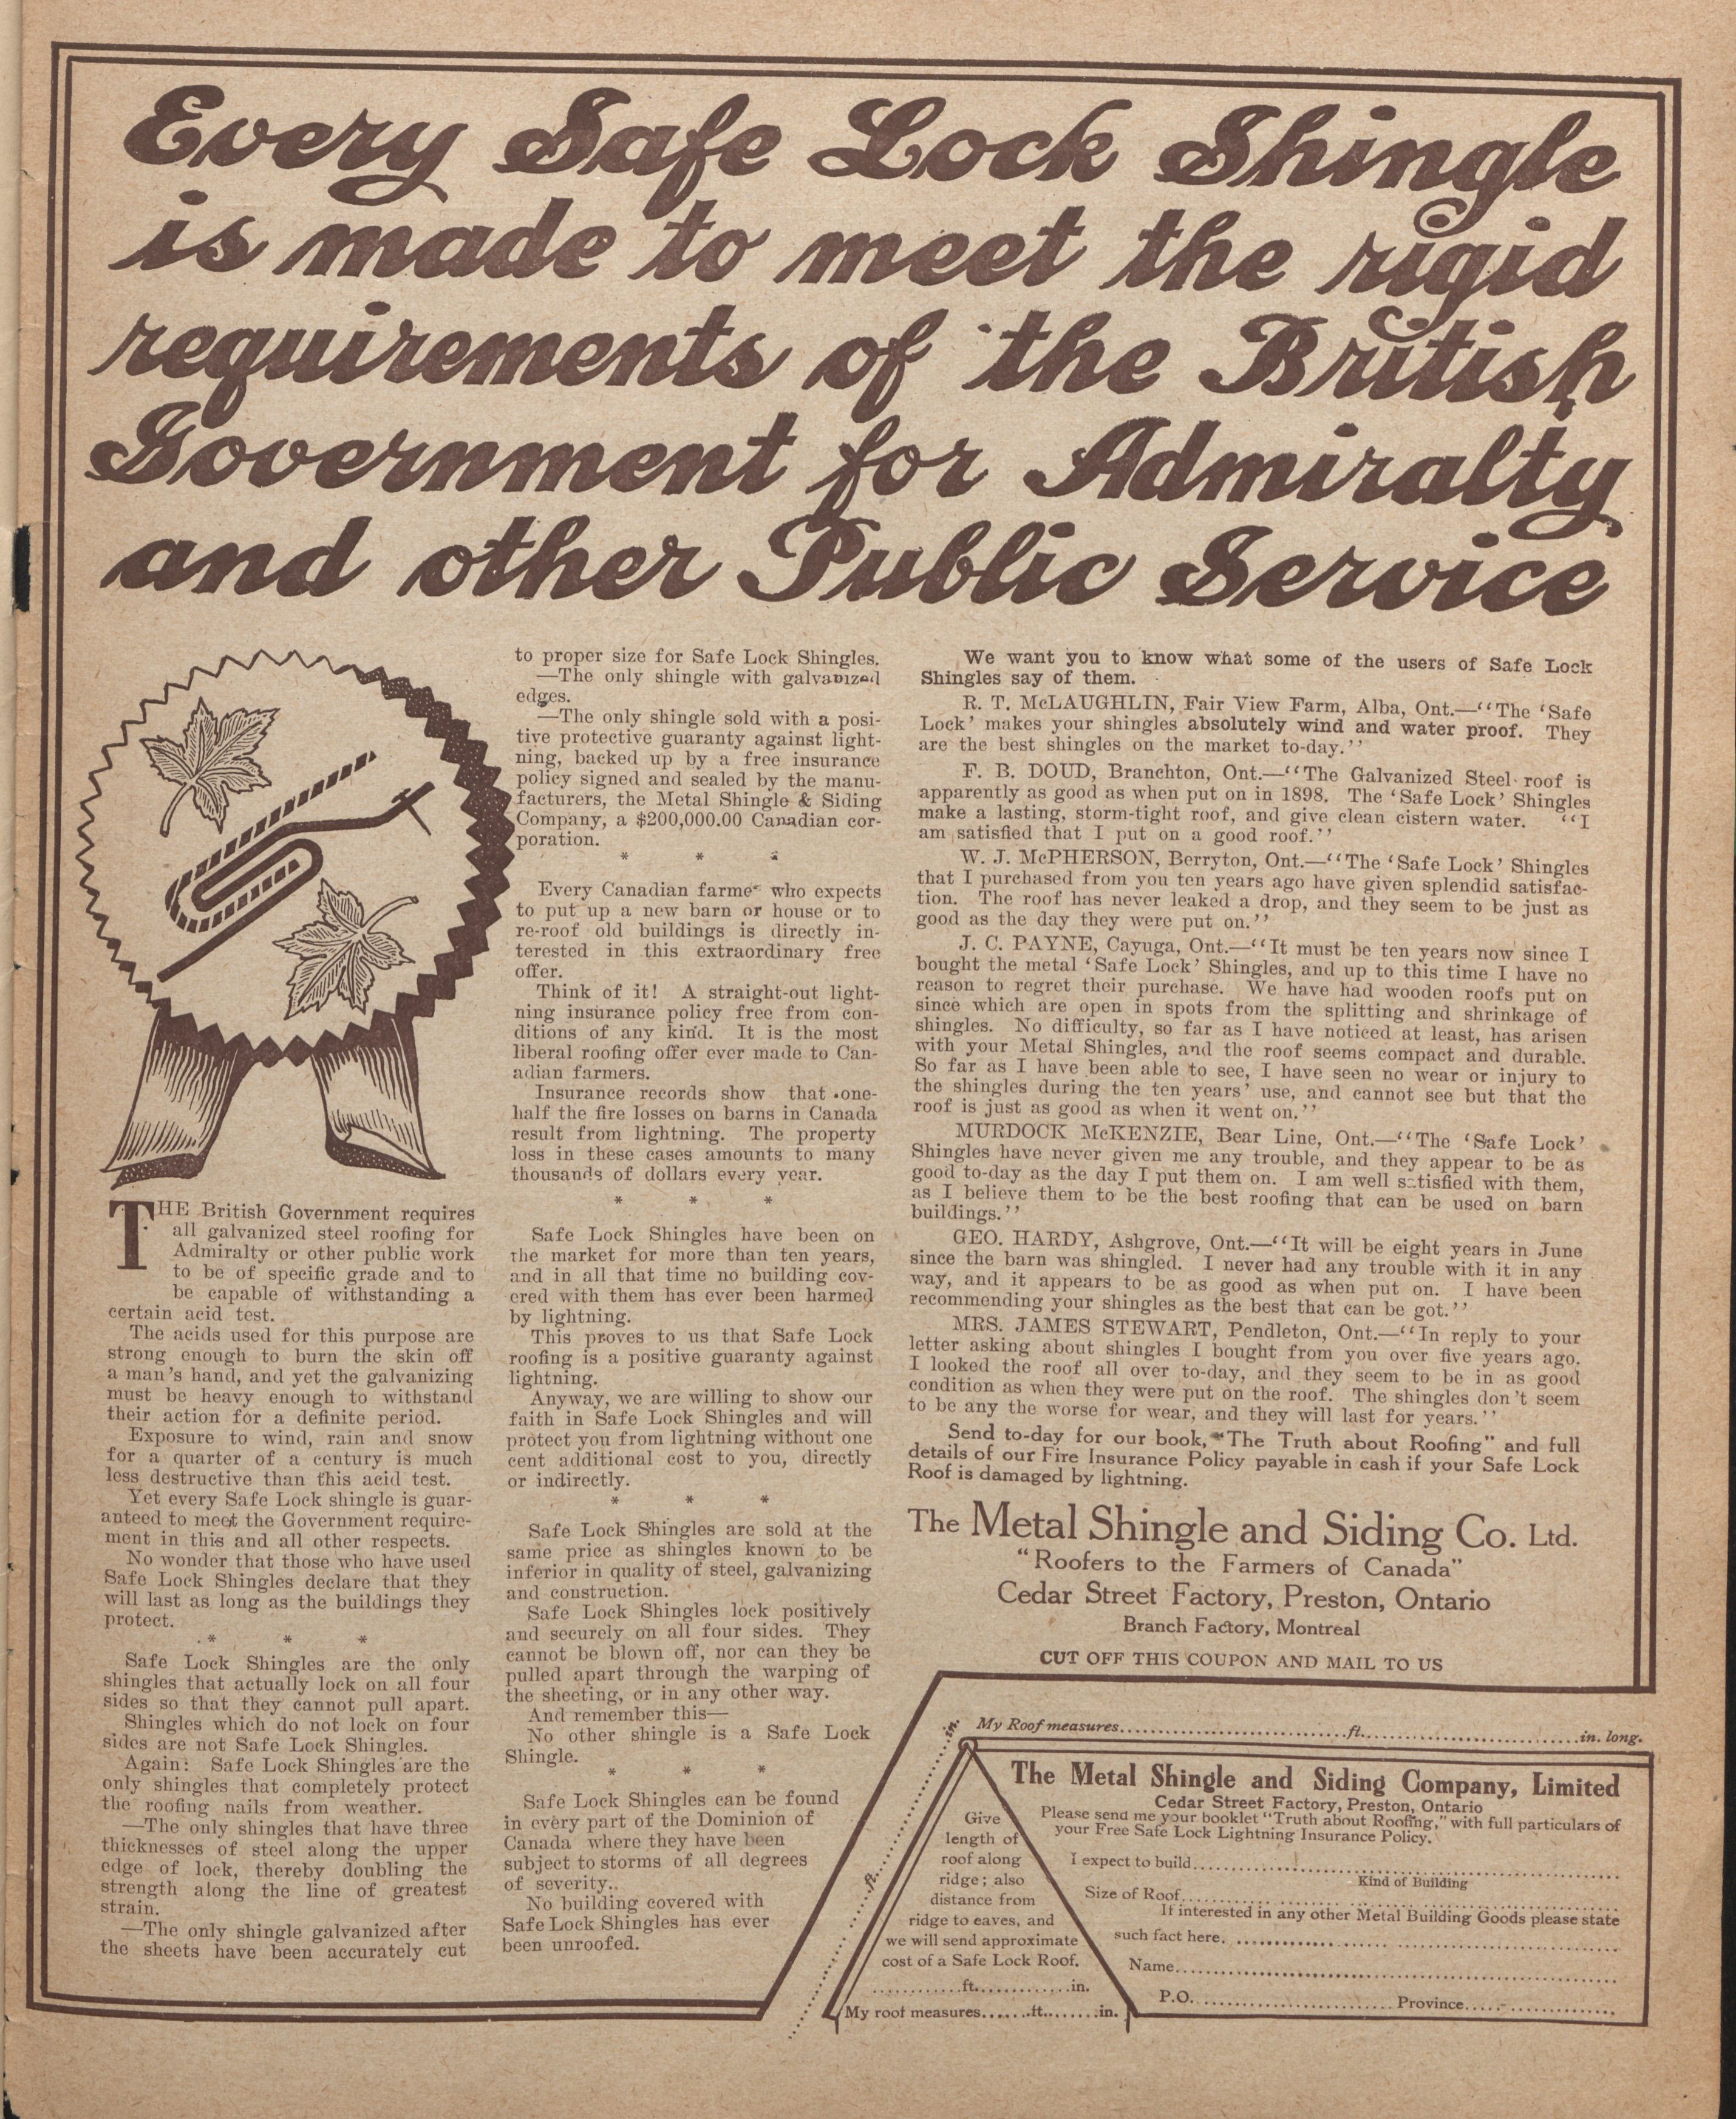 Every Safe Lock Shingle
is made to meet the rigid
requirements of the British
Government for Admiralty
and other Public Service
THE British Government requires
all galvanized steel roofing for
Admiralty or other public work
to be of specific grade and to
be capable of withstanding a
certain acid test.
The acids used for this purpose are
strong enough to burn the skin off
a man's hand, and yet the galvanizing
must be heavy enough to withstand
their action for a definite period.
Exposure to wind, rain and snow
for a quarter of a century is much
less destructive than this acid test.
Yet every Safe Lock shingle is guar-
anteed to meet the Government require-
ment in this and all other respects.
No wonder that those who have used
Safe Lock Shingles declare that they
will last as long as the buildings they
protect.
* * *
Safe Lock Shingles are the only
shingles that actually lock on all four
sides so that they cannot pull apart.
Shingles which do not lock on four
sides are not Safe Lock Shingles.
Again: Safe Lock Shingles are the
only shingles that completely protect
the roofing nails from weather.
—The only shingles that have three
thicknesses of steel along the upper
edge of lock, thereby doubling the
strength along the line of greatest
strain.
—The only shingle galvanized after
the sheets have been accurately cut
to proper size for Safe Lock Shingles.
—The only shingle with galvanized
edges.
—The only shingle sold with a posi-
tive protective guaranty against light-
ning, backed up by a free insurance
policy signed and sealed by the manu-
facturers, the Metal Shingle & Siding
Company, a $200,000.00 Canadian cor-
poration.
* * *
Every Canadian farmer who expects
to put up a new barn or house or to
re-roof old buildings is directly in-
terested in this extraordinary free
offer.
Think of it! A straight-out light-
ning insurance policy free from con-
ditions of any kind. It is the most
liberal roofing offer ever made to Can-
adian farmers.
Insurance records show that one-
half the fire losses on barns in Canada
result from lightning. The property
loss in these cases amounts to many
thousands of dollars every year.
* * *
Safe Lock Shingles have been on
the market for more than ten years,
and in all that time no building cov-
ered with them has ever been harmed
by lightning.
This proves to us that Safe Lock
roofing is a positive guaranty against
lightning.
Anyway, we are willing to show our
faith in Safe Lock Shingles and will
protect you from lightning without one
cent additional cost to you, directly
or indirectly.
* * *
Safe Lock Shingles are sold at the
same price as shingles known to be
inferior in quality of steel, galvanizing
and construction.
Safe Lock Shingles lock positively
and securely on all four sides. They
cannot be blown off, nor can they be
pulled apart through the warping of
the sheeting, or in any other way.
And remember this—
No other shingle is a Safe Lock
Shingle.
* * *
Safe Lock Shingles can be found
in every part of the Dominion of
Canada where they have been
subject to storms of all degrees
of severity.
No building covered with
Safe Lock Shingles has ever
been unroofed.
We want you to know what some of the users of Safe Lock
Shingles say of them.
R. T. McLAUGHLIN, Fair View Farm, Alba, Ont.—"The 'Safe
Lock' makes your shingles absolutely wind and water proof. They
are the best shingles on the market to-day."
F. B. DOUD, Branchton, Ont.—"The Galvanized Steel roof is
apparently as good as when put on in 1898. The 'Safe Lock' Shingles
make a lasting, storm-tight roof, and give clean cistern water. "I
am satisfied that I put on a good roof."
W. J. McPHERSON, Berryton, Ont.—"The 'Safe Lock' Shingles
that I purchased from you ten years ago have given splendid satisfac-
tion. The roof has never leaked a drop, and they seem to be just as
good as the day they were put on."
J. C. PAYNE, Cayuga, Ont.—"It must be ten years now since I
bought the metal 'Safe Lock' Shingles, and up to this time I have no
reason to regret their purchase. We have had wooden roofs put on
since which are open in spots from the splitting and shrinkage of
shingles. No difficulty, so far as I have noticed at least, has arisen
with your Metal Shingles, and the roof seems compact and durable.
So far as I have been able to see, I have seen no wear or injury to
the shingles during the ten years' use, and cannot see but that the
roof is just as good as when it went on."
MURDOCK McKENZIE, Bear Line, Ont.—"The 'Safe Lock'
Shingles have never given me any trouble, and they appear to be as
good to-day as the day I put them on. I am well satisfied with them,
as I believe them to be the best roofing that can be used on barn
buildings."
GEO. HARDY, Ashgrove, Ont.—"It will be eight years in June
since the barn was shingled. I never had any trouble with it in any
way, and it appears to be as good as when put on. I have been
recommending your shingles as the best that can be got."
MRS. JAMES STEWART, Pendleton, Ont.—"In reply to your
letter asking about shingles I bought from you over five years ago.
I looked the roof all over to-day, and they seem to be in as good
condition as when they were put on the roof. The shingles don't seem
to be any the worse for wear, and they will last for years."
Send to-day for our book, "The Truth about Roofing" and full
details of our Fire Insurance Policy payable in cash if your Safe Lock
Roof is damaged by lightning.
The Metal Shingle and Siding Co. Ltd.
"Roofers to the Farmers of Canada"
Cedar Street Factory, Preston, Ontario
Branch Factory, Montreal
CUT OFF THIS COUPON AND MAIL TO US
My Roof measures..............ft..............in. long.
ft. in.
Give
length of
roof along
ridge; also
distance from
ridge to eaves, and
we will send approximate
cost of a Safe Lock Roof.
............ft.............in.
My roof measures.......ft........in.
The Metal Shingle and Siding Company, Limited
Cedar Street Factory, Preston, Ontario
Please send me your booklet "Truth about Roofing," with full particulars of
your Free Safe Lock Lightning Insurance Policy.
I expect to build..............
Kind of Building
Size of Roof..............
If interested in any other Metal Building Goods please state
such fact here. ..............
Name..............
P.O..............Province..............